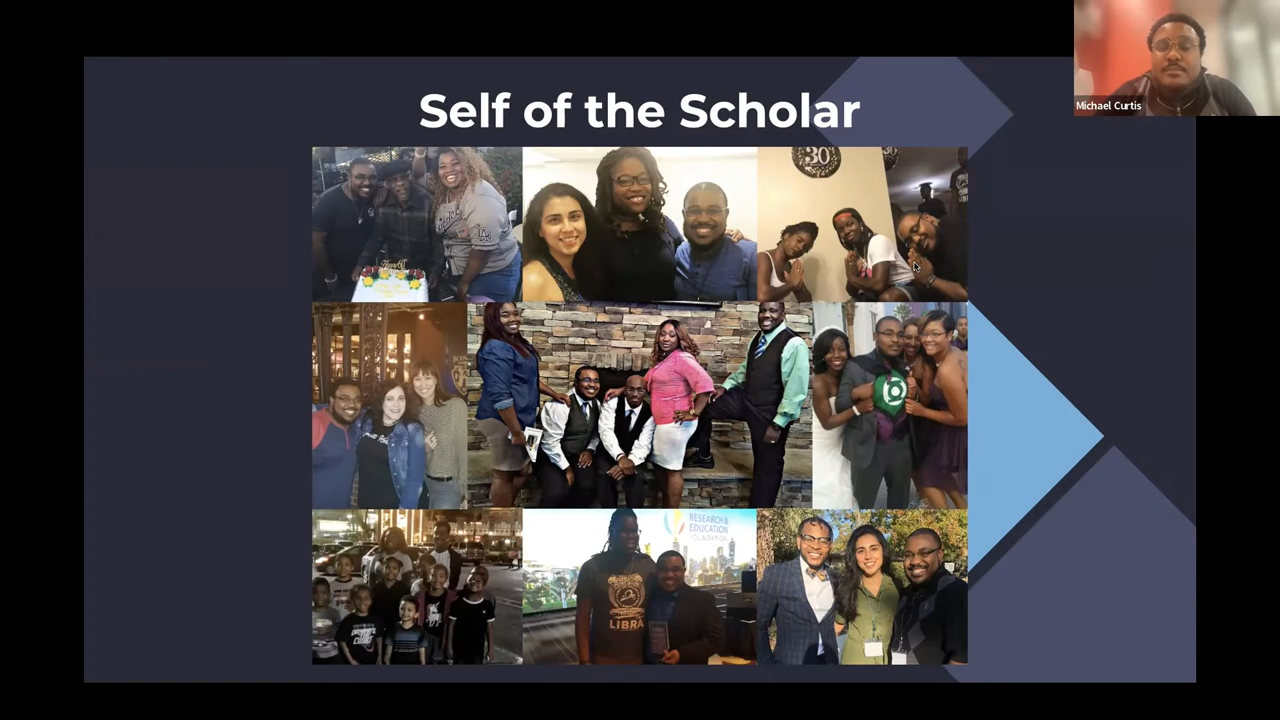 Self of the Scholar
Michael Curtis
30
RESEARCH&
EDUCATION
FOUNDATION
LIBRA